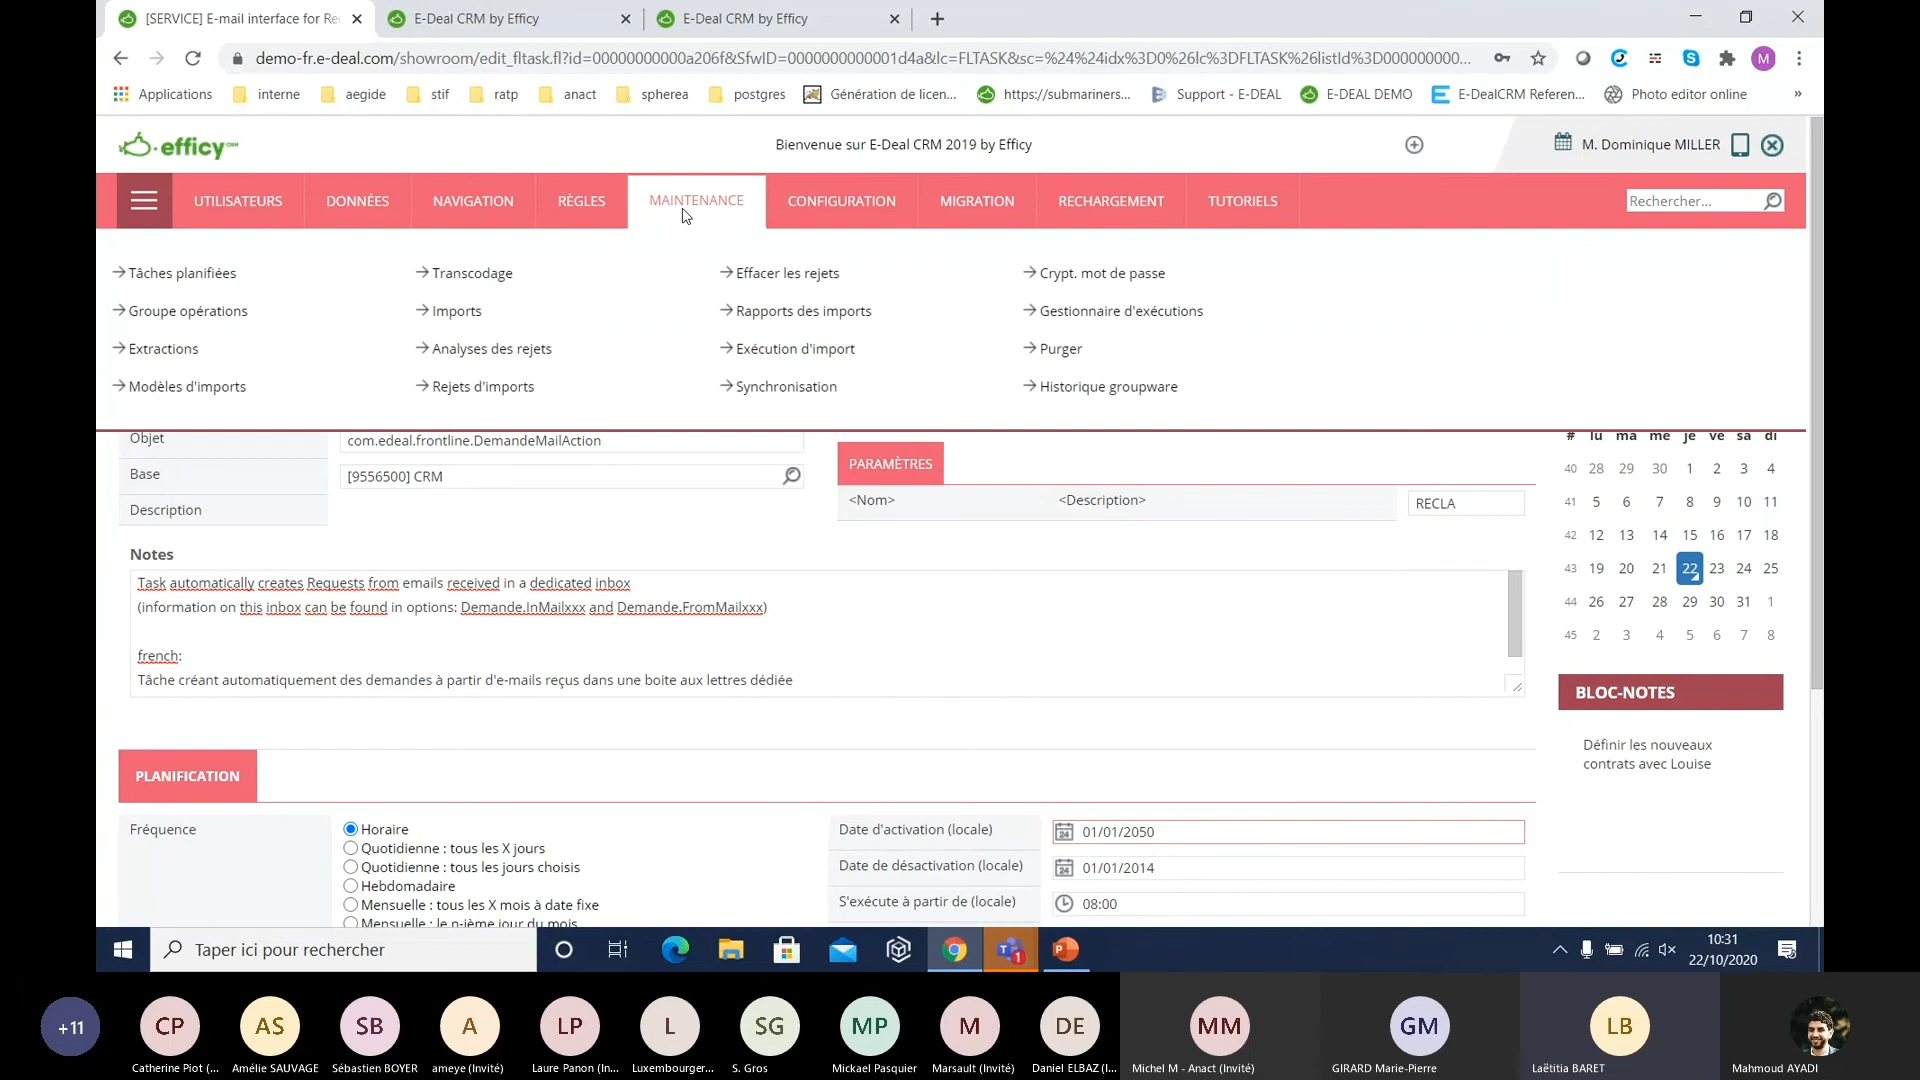 [SERVICE] E-mail interface for Re
E-Deal CRM by Efficy
E-Deal CRM by Efficy
demo-fr.e-deal.com/showroom/edit_fltask.fl?id=00000000000a206f&SfwID=0000000000001d4a&lc=FLTASK&sc=%24%24idx%3D0%26lc%3DFLTASK%26listId%3D000000000...
M
Applications
interne
aegide
stif
ratp
anact
spherea
postgres
Génération de licen...
https://submariners...
Support - E-DEAL
E-DEAL DEMO
E-DealCRM Referen...
Photo editor online
»
efficy CRM
Bienvenue sur E-Deal CRM 2019 by Efficy
M. Dominique MILLER
UTILISATEURS
DONNÉES
NAVIGATION
RÈGLES
MAINTENANCE
CONFIGURATION
MIGRATION
RECHARGEMENT
TUTORIELS
Rechercher...
Tâches planifiées
Transcodage
Effacer les rejets
Crypt. mot de passe
Groupe opérations
Imports
Rapports des imports
Gestionnaire d'exécutions
Extractions
Analyses des rejets
Exécution d'import
Purger
Modèles d'imports
Rejets d'imports
Synchronisation
Historique groupware
Objet
com.edeal.frontline.DemandeMailAction
Base
[9556500] CRM
Description
PARAMÈTRES
<Nom>
<Description>
RECLA
Notes
Task automatically creates Requests from emails received in a dedicated inbox
(information on this inbox can be found in options: Demande.InMailxxx and Demande.FromMailxxx)
french:
Tâche créant automatiquement des demandes à partir d'e-mails reçus dans une boite aux lettres dédiée
# lu ma me je ve sa di
40 28 29 30 1 2 3 4
41 5 6 7 8 9 10 11
42 12 13 14 15 16 17 18
43 19 20 21 22 23 24 25
44 26 27 28 29 30 31 1
45 2 3 4 5 6 7 8
BLOC-NOTES
Définir les nouveaux
contrats avec Louise
PLANIFICATION
Fréquence
Horaire
Quotidienne : tous les X jours
Quotidienne : tous les jours choisis
Hebdomadaire
Mensuelle : tous les X mois à date fixe
Mensuelle : le n-ième jour du mois
Date d'activation (locale)
01/01/2050
Date de désactivation (locale)
01/01/2014
S'exécute à partir de (locale)
08:00
Taper ici pour rechercher
1
10:31
22/10/2020
+11
CP
AS
SB
A
LP
L
SG
MP
M
DE
MM
GM
LB
Catherine Piot (...
Amélie SAUVAGE
Sébastien BOYER
ameye (Invité)
Laure Panon (In...
Luxembourger...
S. Gros
Mickael Pasquier
Marsault (Invité)
Daniel ELBAZ (I...
Michel M - Anact (Invité)
GIRARD Marie-Pierre
Laëtitia BARET
Mahmoud AYADI